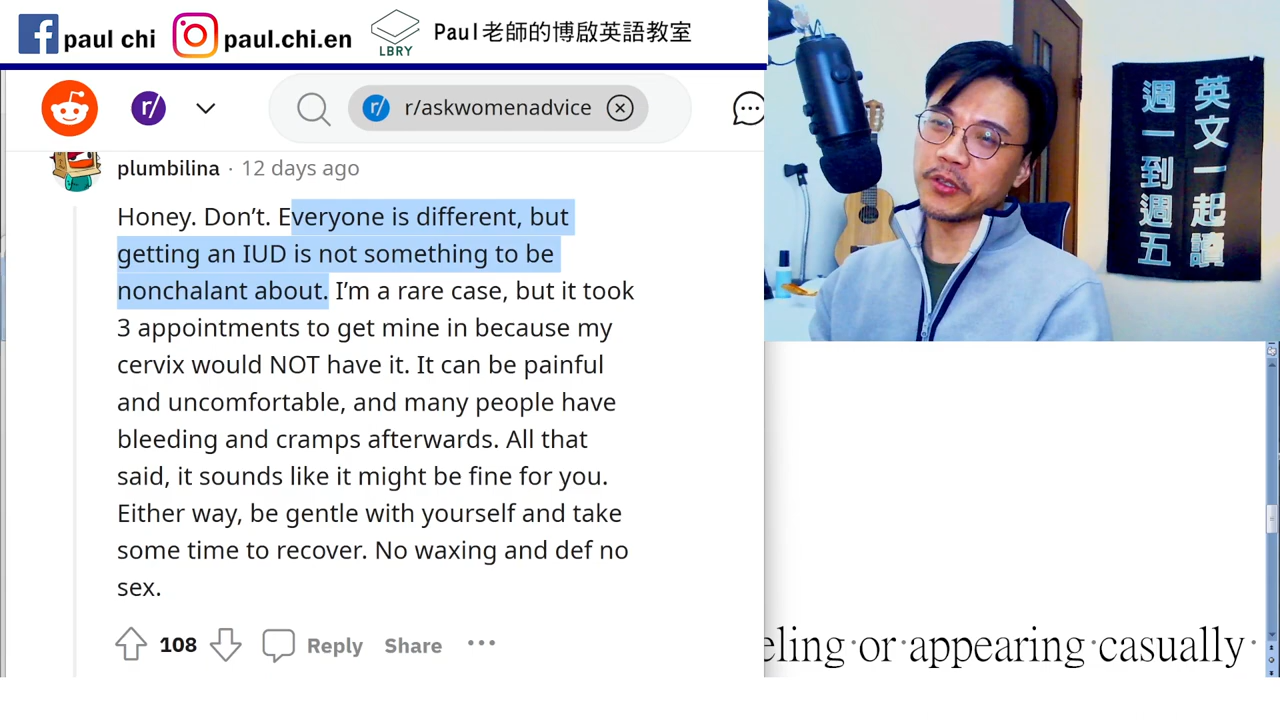 paul chi
paul.chi.en
LBRY
Paul老師的博啟英語教室
r/
r/askwomenadvice
plumbilina · 12 days ago
Honey. Don’t. Everyone is different, but
getting an IUD is not something to be
nonchalant about. I’m a rare case, but it took
3 appointments to get mine in because my
cervix would NOT have it. It can be painful
and uncomfortable, and many people have
bleeding and cramps afterwards. All that
said, it sounds like it might be fine for you.
Either way, be gentle with yourself and take
some time to recover. No waxing and def no
sex.
108 Reply Share
英文一起讀
週一到週五
eling·or·appearing·casually·